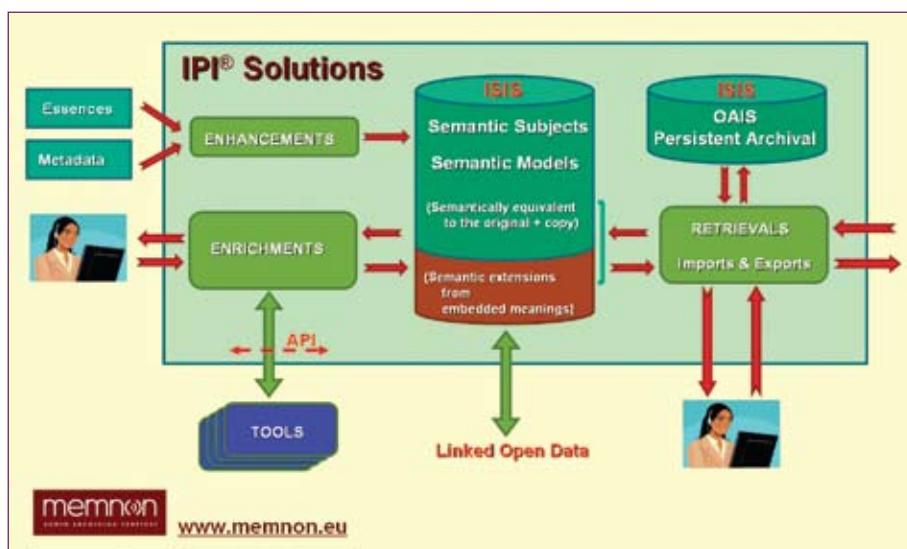 IPI® Solutions
Essences
Metadata
ENHANCEMENTS
ENRICHMENTS
ISIS
Semantic Subjects
Semantic Models
(Semantically equivalent
to the original + copy)
(Semantic extensions
from
embedded meanings)
ISIS
OAIS
Persistent Archival
RETRIEVALS
Imports & Exports
API
TOOLS
Linked Open Data
memnon
www.memnon.eu